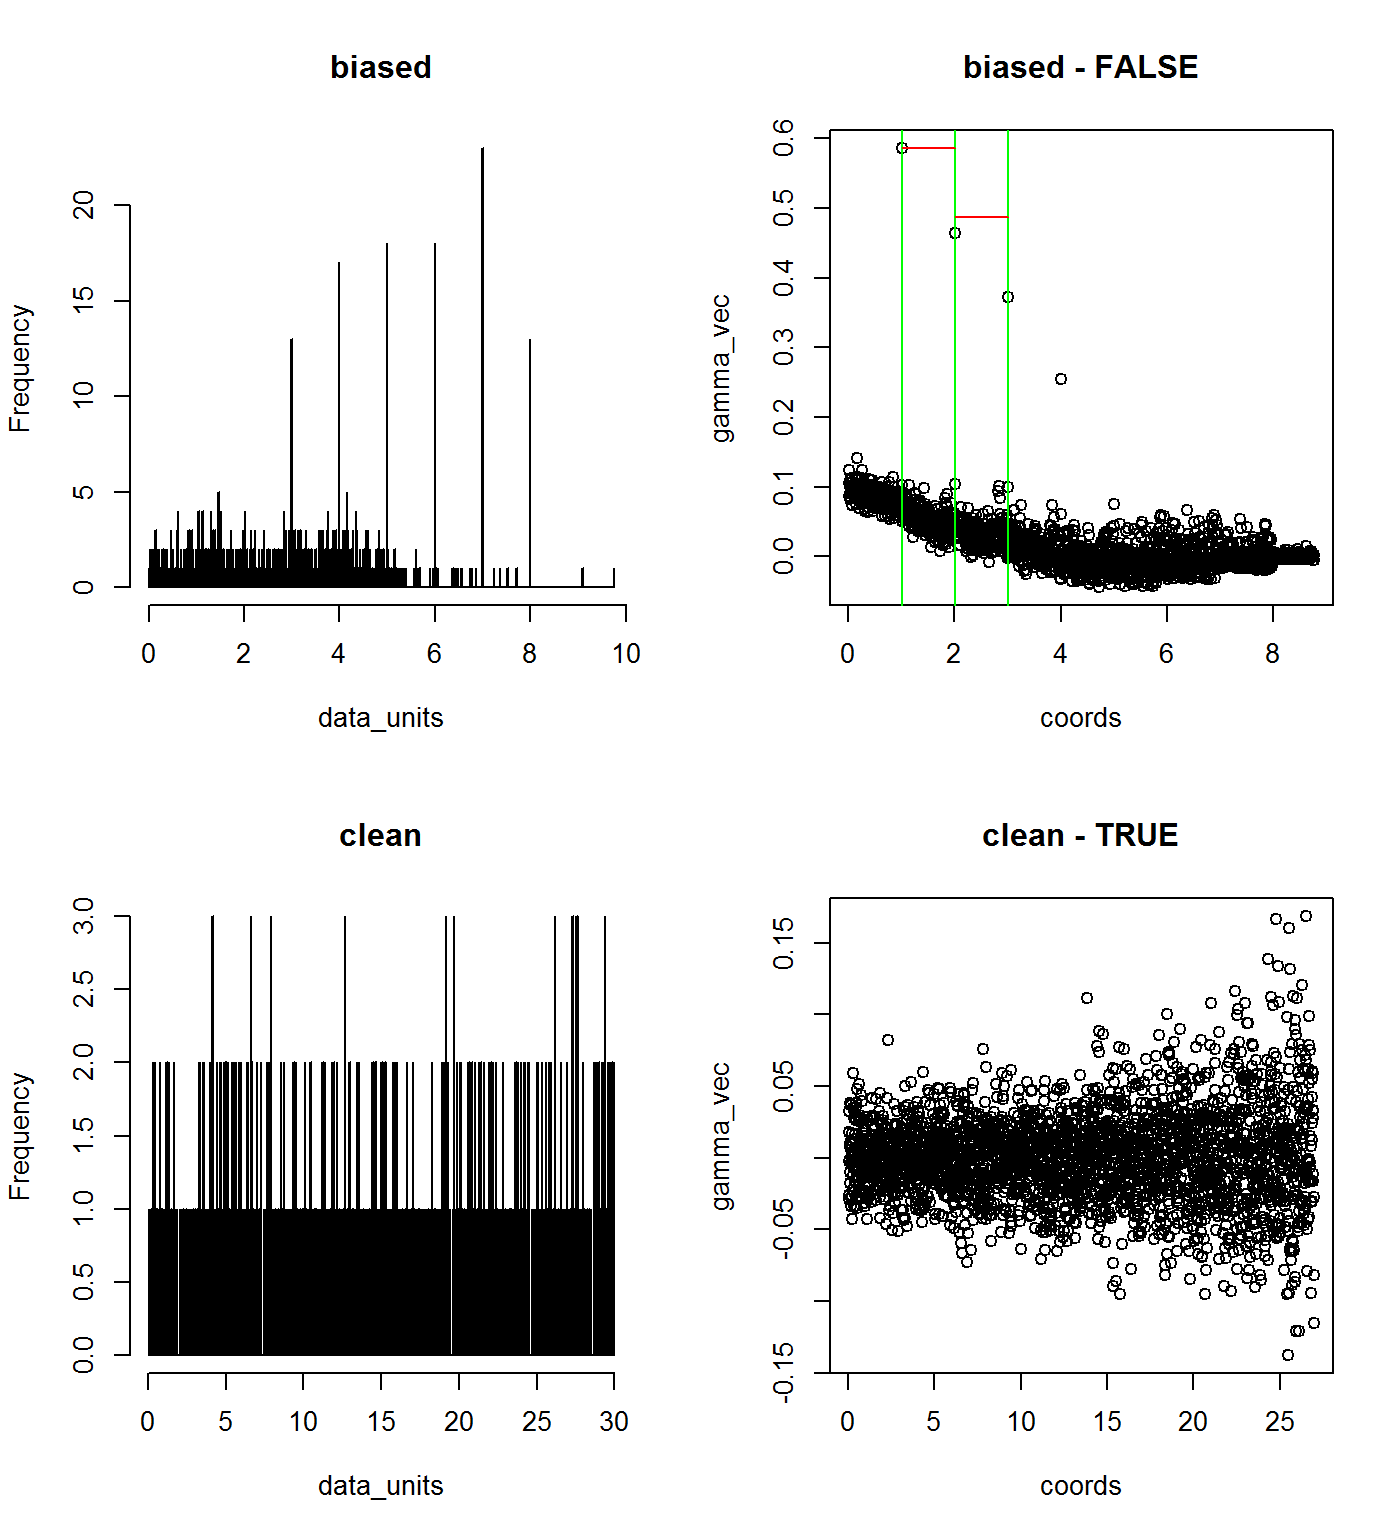 biased
Frequency
0
5
10
15
20
0 2 4 6 8 10
data_units
biased - FALSE
gamma_vec
0.0
0.1
0.2
0.3
0.4
0.5
0.6
0 2 4 6 8
coords
clean
Frequency
0.0
0.5
1.0
1.5
2.0
2.5
3.0
0 5 10 15 20 25 30
data_units
clean - TRUE
gamma_vec
-0.15
-0.05
0.05
0.15
0 5 10 15 20 25
coords